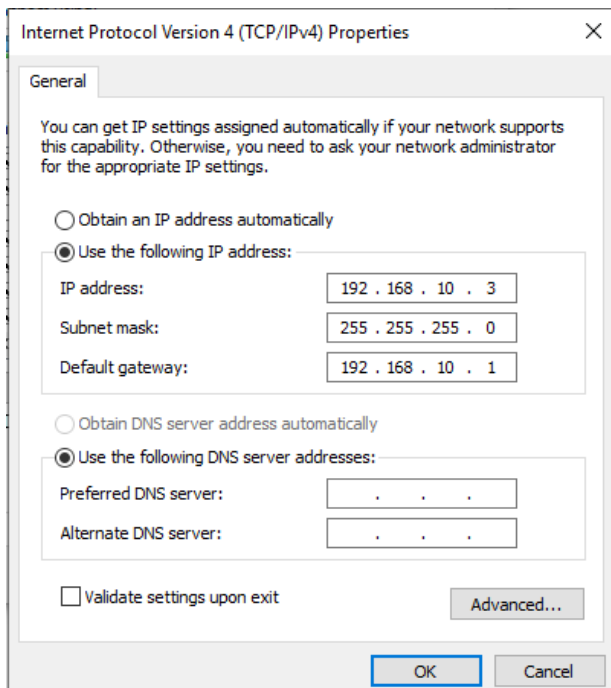 Internet Protocol Version 4 (TCP/IPv4) Properties
General
You can get IP settings assigned automatically if your network supports
this capability. Otherwise, you need to ask your network administrator
for the appropriate IP settings.
Obtain an IP address automatically
Use the following IP address:
IP address: 192 . 168 . 10 . 3
Subnet mask: 255 . 255 . 255 . 0
Default gateway: 192 . 168 . 10 . 1
Obtain DNS server address automatically
Use the following DNS server addresses:
Preferred DNS server: . . .
Alternate DNS server: . . .
Validate settings upon exit
Advanced...
OK Cancel